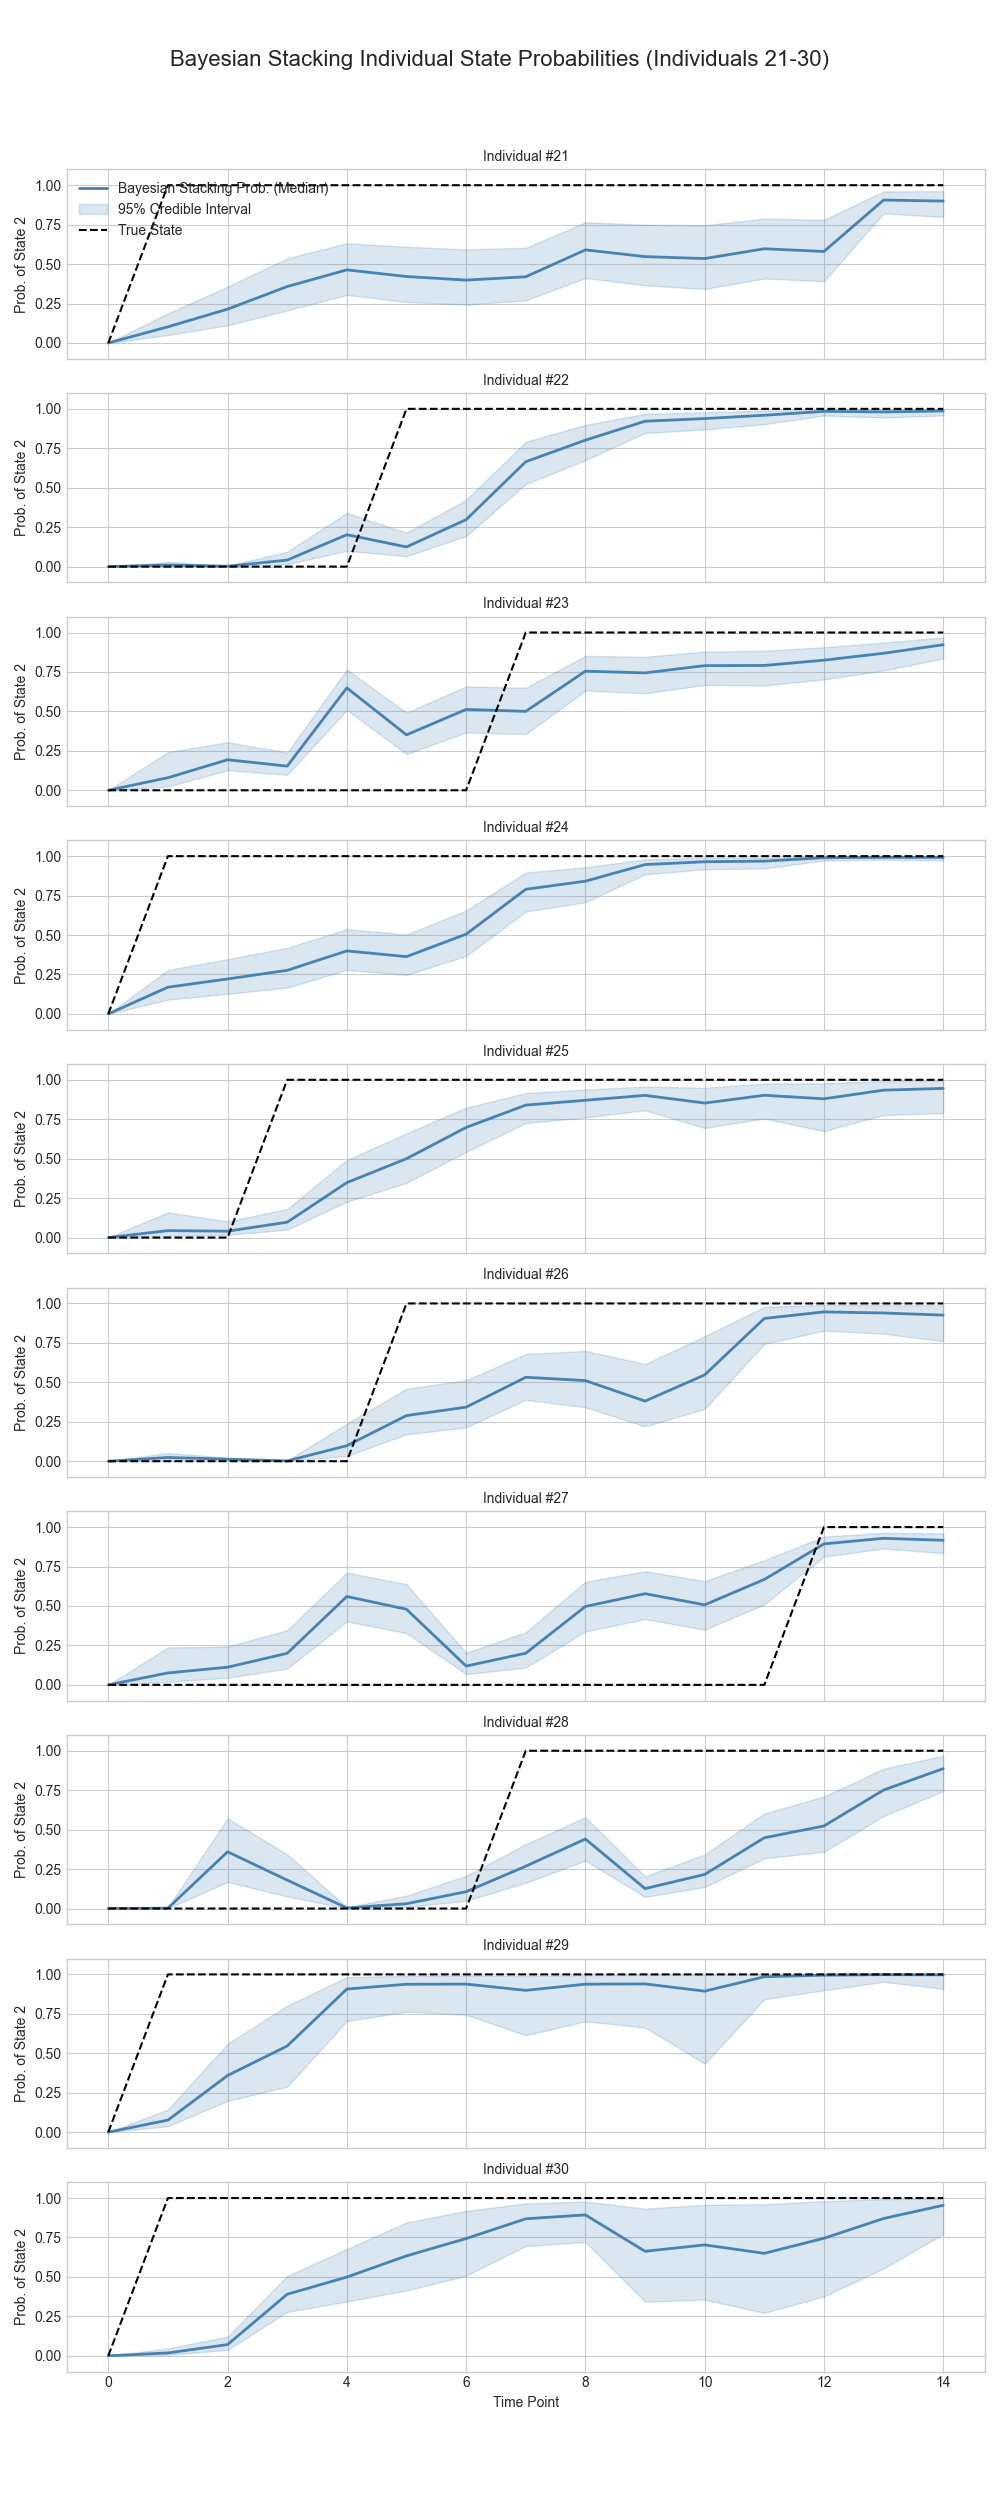 Bayesian Stacking Individual State Probabilities (Individuals 21-30)
Individual #21
Bayesian Stacking Prob. (Median)
95% Credible Interval
True State
Prob. of State 2
1.00
0.75
0.50
0.25
0.00
Individual #22
Prob. of State 2
1.00
0.75
0.50
0.25
0.00
Individual #23
Prob. of State 2
1.00
0.75
0.50
0.25
0.00
Individual #24
Prob. of State 2
1.00
0.75
0.50
0.25
0.00
Individual #25
Prob. of State 2
1.00
0.75
0.50
0.25
0.00
Individual #26
Prob. of State 2
1.00
0.75
0.50
0.25
0.00
Individual #27
Prob. of State 2
1.00
0.75
0.50
0.25
0.00
Individual #28
Prob. of State 2
1.00
0.75
0.50
0.25
0.00
Individual #29
Prob. of State 2
1.00
0.75
0.50
0.25
0.00
Individual #30
Prob. of State 2
1.00
0.75
0.50
0.25
0.00
0 2 4 6 8 10 12 14
Time Point